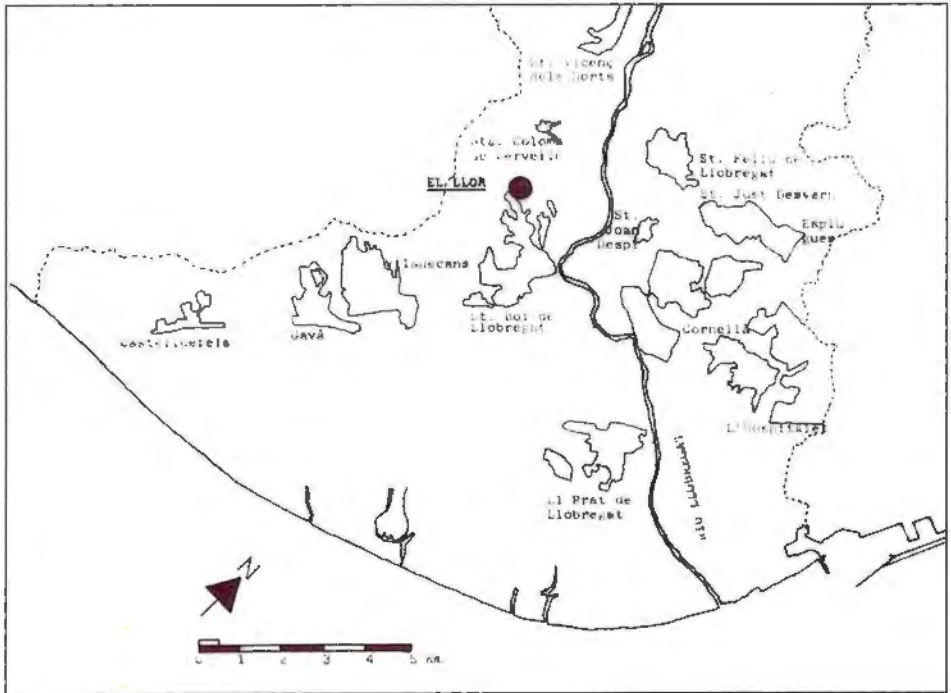 St. Vicenç
dels Horts
Sta. Coloma
de Cervelló
EL LLOR
St. Feliu de
Llobregat
St. Just Desvern
Esplu
gues
St.
Joan
Despí
St. Boi de
Llobregat
Gavà
Cornellà
L'Hospitalet
El Prat de
Llobregat
RIU LLOBREGAT
N
0 1 2 3 4 5 km.